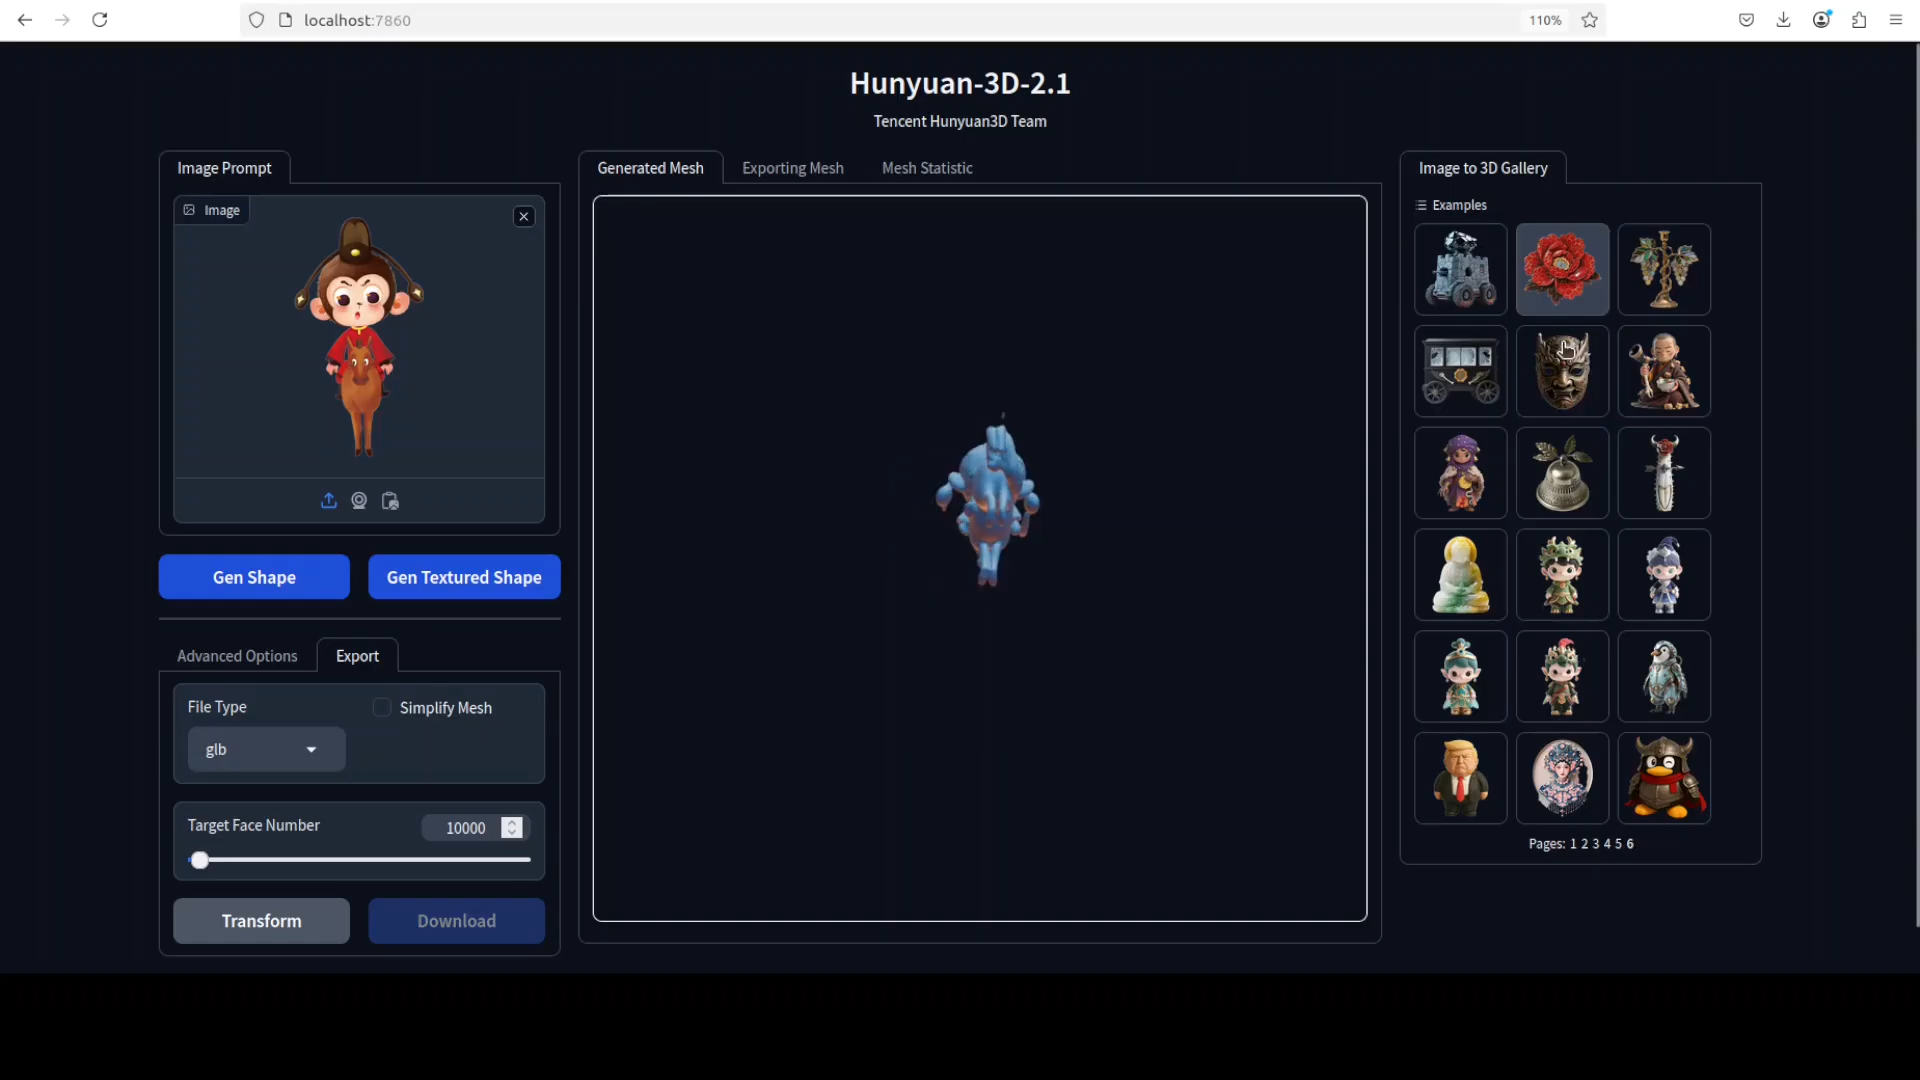 localhost:7860
110%
Hunyuan-3D-2.1
Tencent Hunyuan3D Team
Image Prompt
Image
Gen Shape
Gen Textured Shape
Advanced Options
Export
File Type
Simplify Mesh
glb
Target Face Number
10000
Transform
Download
Generated Mesh
Exporting Mesh
Mesh Statistic
Image to 3D Gallery
Examples
Pages: 1 2 3 4 5 6